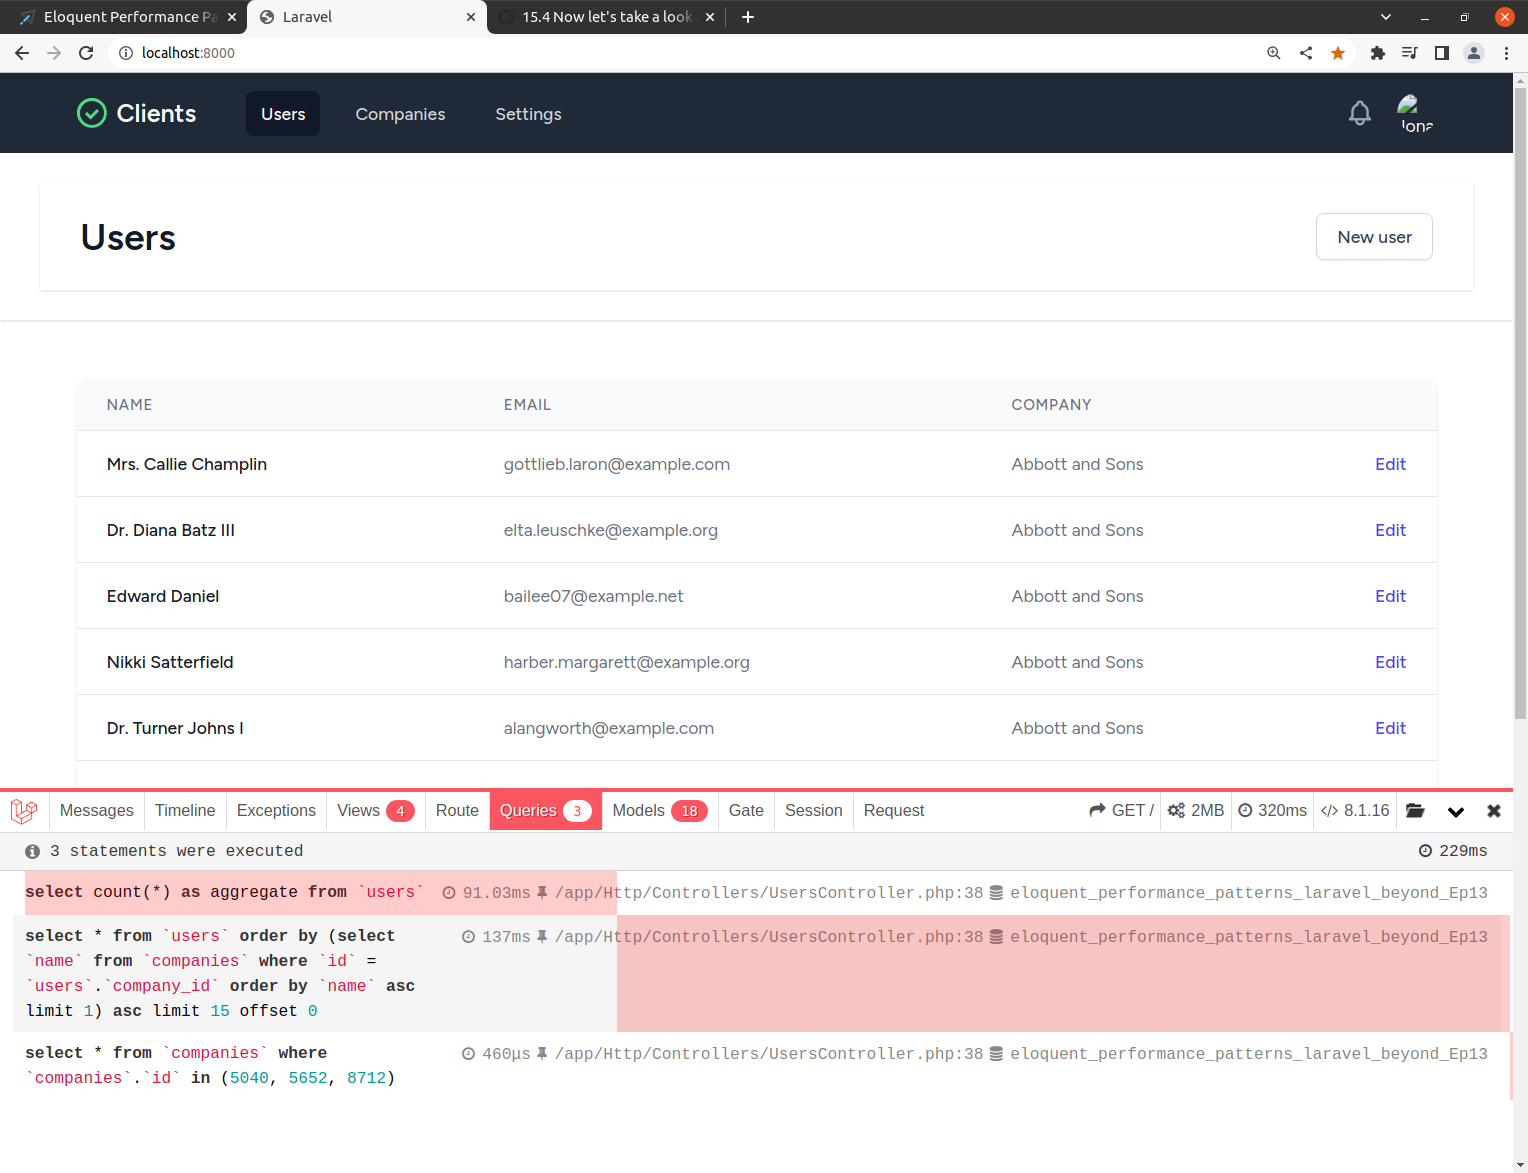 Eloquent Performance Pa
Laravel
15.4 Now let's take a look
localhost:8000
Clients
Users
Companies
Settings
Jona
Users
New user
NAME EMAIL COMPANY
Mrs. Callie Champlin gottlieb.laron@example.com Abbott and Sons Edit
Dr. Diana Batz III elta.leuschke@example.org Abbott and Sons Edit
Edward Daniel bailee07@example.net Abbott and Sons Edit
Nikki Satterfield harber.margarett@example.org Abbott and Sons Edit
Dr. Turner Johns I alangworth@example.com Abbott and Sons Edit
Messages Timeline Exceptions Views 4 Route Queries 3 Models 18 Gate Session Request GET / 2MB 320ms 8.1.16
3 statements were executed 229ms
select count(*) as aggregate from `users` 91.03ms /app/Http/Controllers/UsersController.php:38 eloquent_performance_patterns_laravel_beyond_Ep13
select * from `users` order by (select 137ms /app/Http/Controllers/UsersController.php:38 eloquent_performance_patterns_laravel_beyond_Ep13
`name` from `companies` where `id` =
`users`.`company_id` order by `name` asc
limit 1) asc limit 15 offset 0
select * from `companies` where 460μs /app/Http/Controllers/UsersController.php:38 eloquent_performance_patterns_laravel_beyond_Ep13
`companies`.`id` in (5040, 5652, 8712)